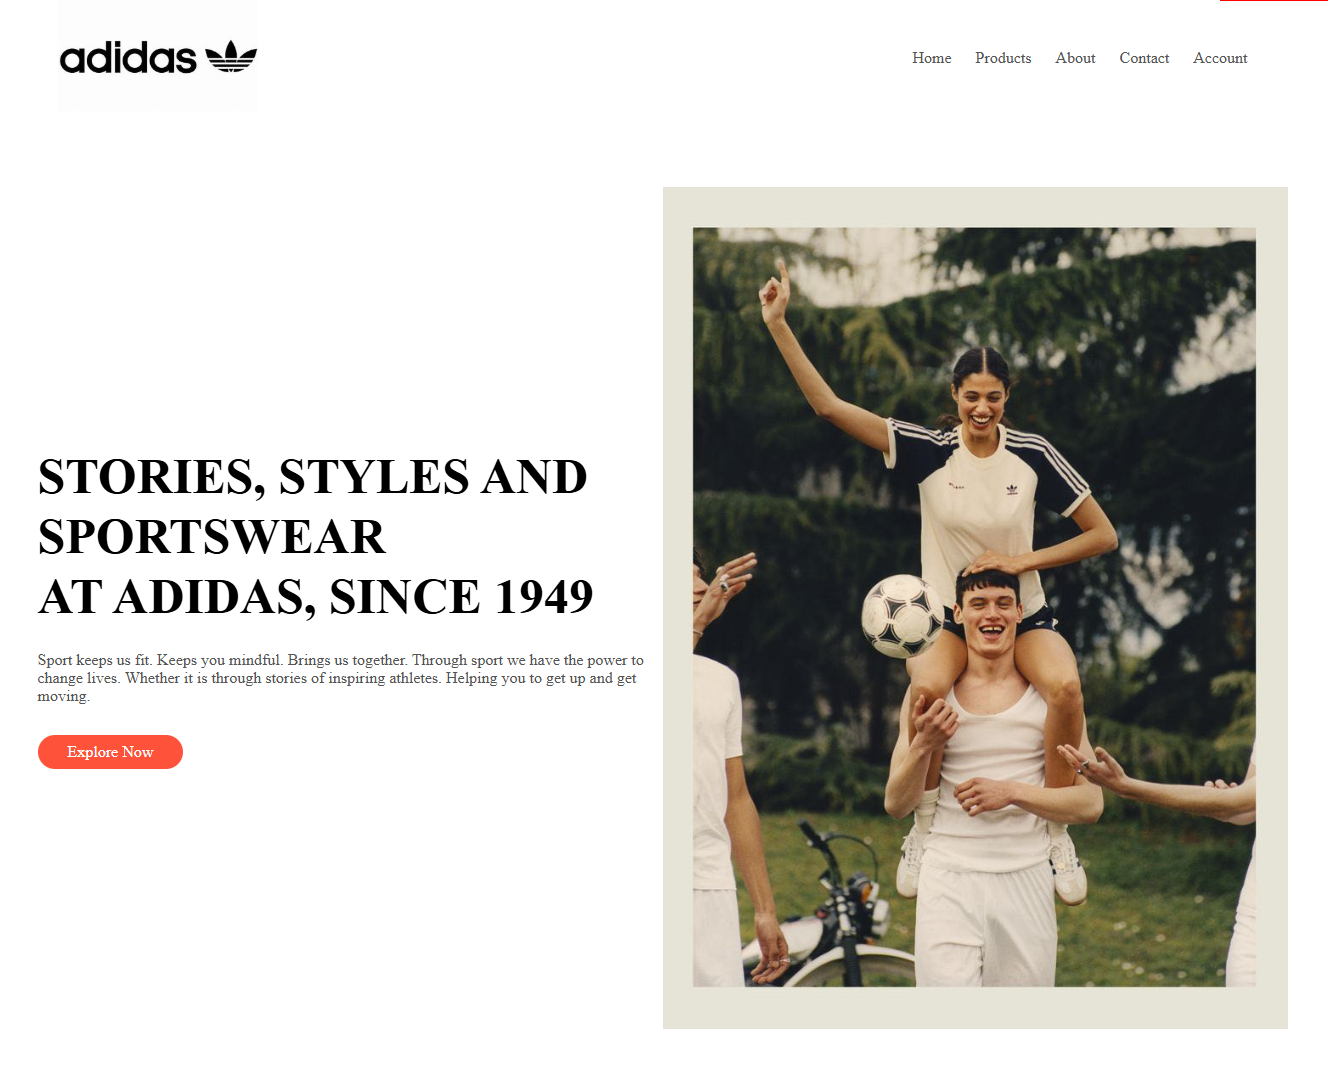 adidas
Home Products About Contact Account
STORIES, STYLES AND
SPORTSWEAR
AT ADIDAS, SINCE 1949
Sport keeps us fit. Keeps you mindful. Brings us together. Through sport we have the power to
change lives. Whether it is through stories of inspiring athletes. Helping you to get up and get
moving.
Explore Now